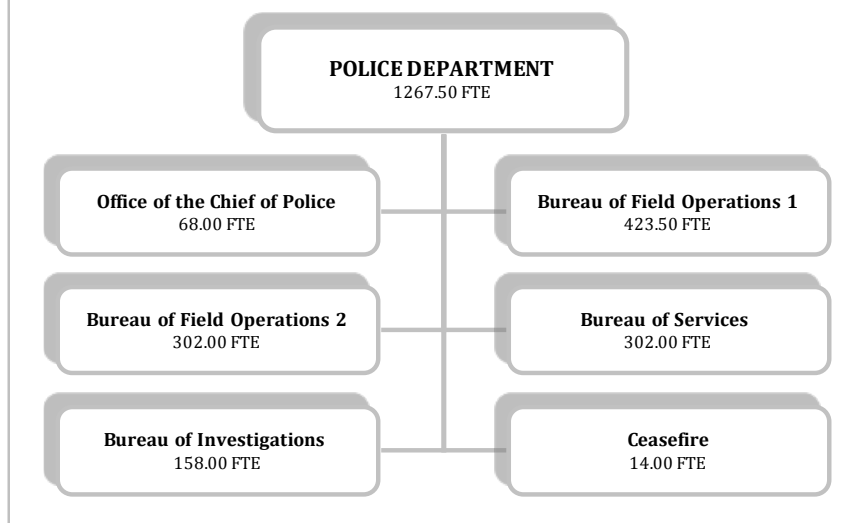 POLICE DEPARTMENT
1267.50 FTE
Office of the Chief of Police
68.00 FTE
Bureau of Field Operations 1
423.50 FTE
Bureau of Field Operations 2
302.00 FTE
Bureau of Services
302.00 FTE
Bureau of Investigations
158.00 FTE
Ceasefire
14.00 FTE